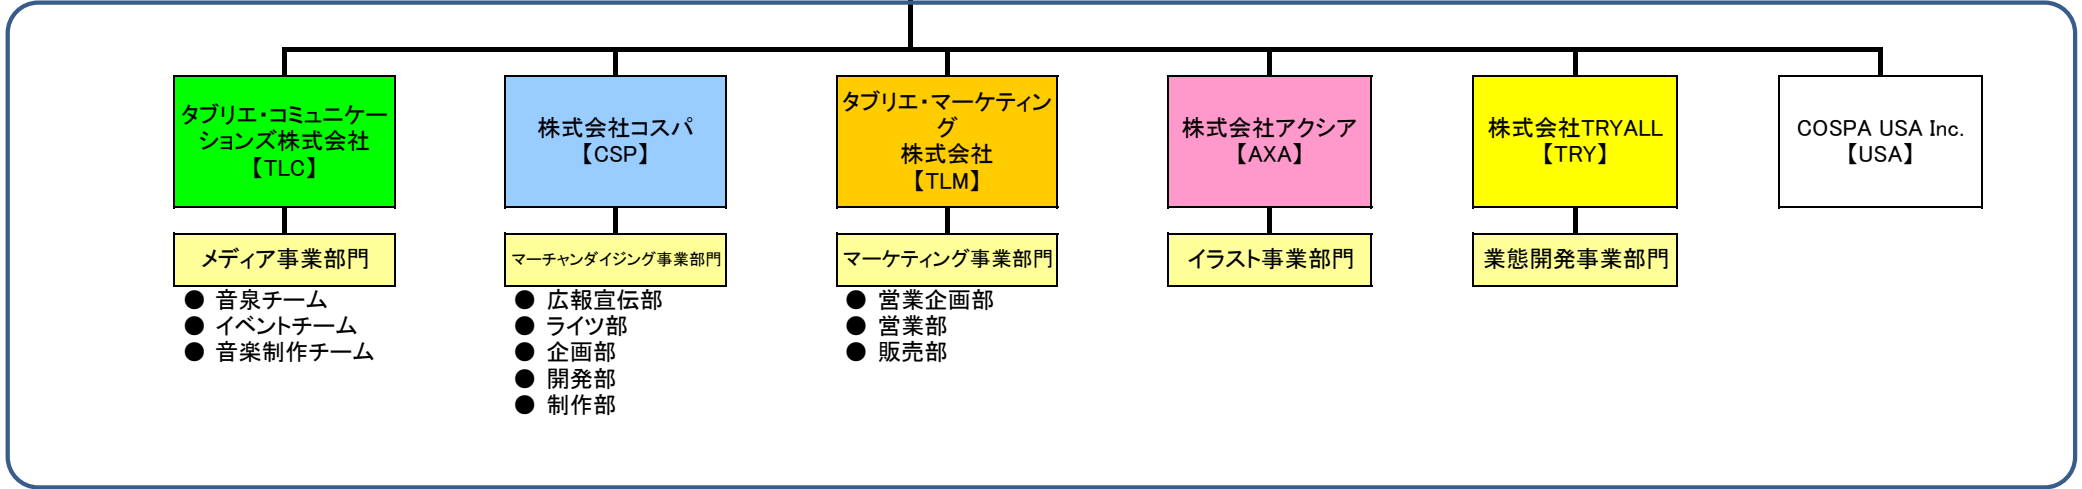 タブリエ・コミュニケー
ションズ株式会社
【TLC】
株式会社コスパ
【CSP】
タブリエ・マーケティン
グ
株式会社
【TLM】
株式会社アクシア
【AXA】
株式会社TRYALL
【TRY】
COSPA USA Inc.
【USA】
メディア事業部門
マーチャンダイジング事業部門
マーケティング事業部門
イラスト事業部門
業態開発事業部門
● 音泉チーム
● イベントチーム
● 音楽制作チーム
● 広報宣伝部
● ライツ部
● 企画部
● 開発部
● 制作部
● 営業企画部
● 営業部
● 販売部